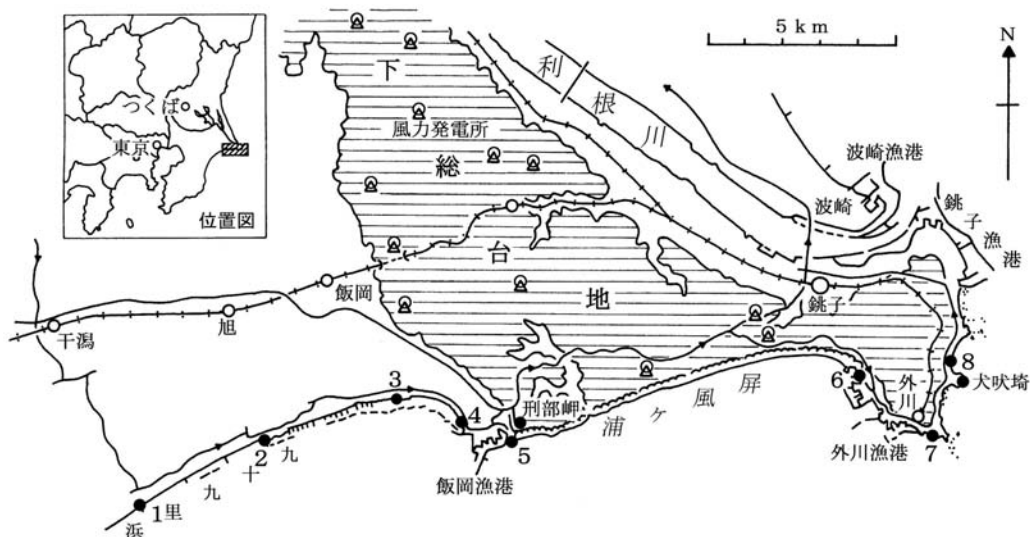 つくば
東京
位置図
5 km
N
下
総
台
地
風力発電所
利根川
波崎漁港
波崎
銚子漁港
銚子
飯岡
旭
干潟
刑部岬
屏風ヶ浦
犬吠埼
外川
外川漁港
飯岡漁港
九十九里浜
1
2
3
4
5
6
7
8